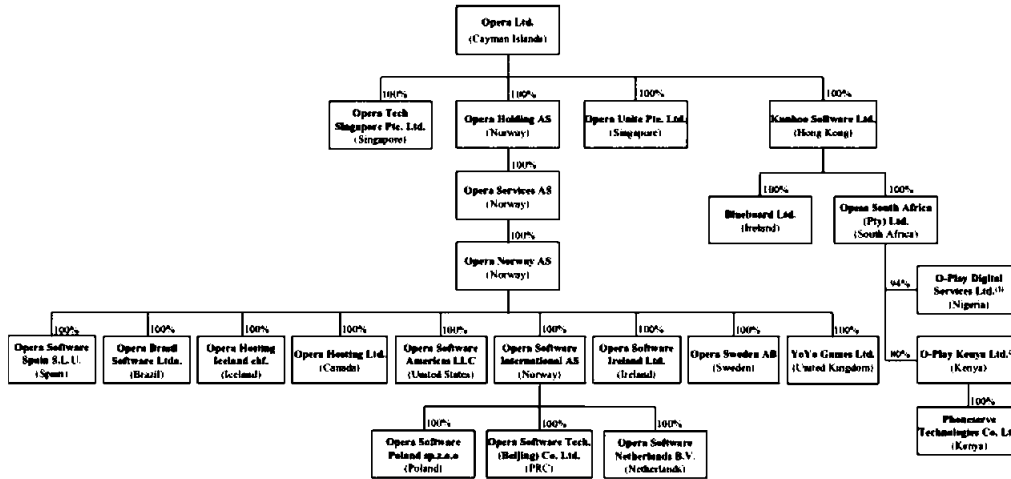 Opera Ltd.
(Cayman Islands)
100%
100%
100%
100%
Opera Tech
Singapore Pte. Ltd.
(Singapore)
Opera Holding AS
(Norway)
Opera Unite Pte. Ltd.
(Singapore)
Kunhoo Software Ltd.
(Hong Kong)
100%
Opera Services AS
(Norway)
100%
100%
Blueboard Ltd.
(Ireland)
Opera South Africa
(Pty) Ltd.
(South Africa)
100%
Opera Norway AS
(Norway)
94%
O-Play Digital
Services Ltd.(1)
(Nigeria)
100%
100%
100%
100%
100%
100%
100%
100%
100%
Opera Software
Spain S.L.U.
(Spain)
Opera Brasil
Software Ltda.
(Brazil)
Opera Hosting
Iceland ehf.
(Iceland)
Opera Hosting Ltd.
(Canada)
Opera Software
Americas LLC
(United States)
Opera Software
International AS
(Norway)
Opera Software
Ireland Ltd.
(Ireland)
Opera Sweden AB
(Sweden)
YoYo Games Ltd.
(United Kingdom)
80%
O-Play Kenya Ltd.
(Kenya)
100%
Phoneserve
Technologies Co. Lt
(Kenya)
100%
100%
100%
Opera Software
Poland sp.z.o.o
(Poland)
Opera Software Tech.
(Beijing) Co. Ltd.
(PRC)
Opera Software
Netherlands B.V.
(Netherlands)